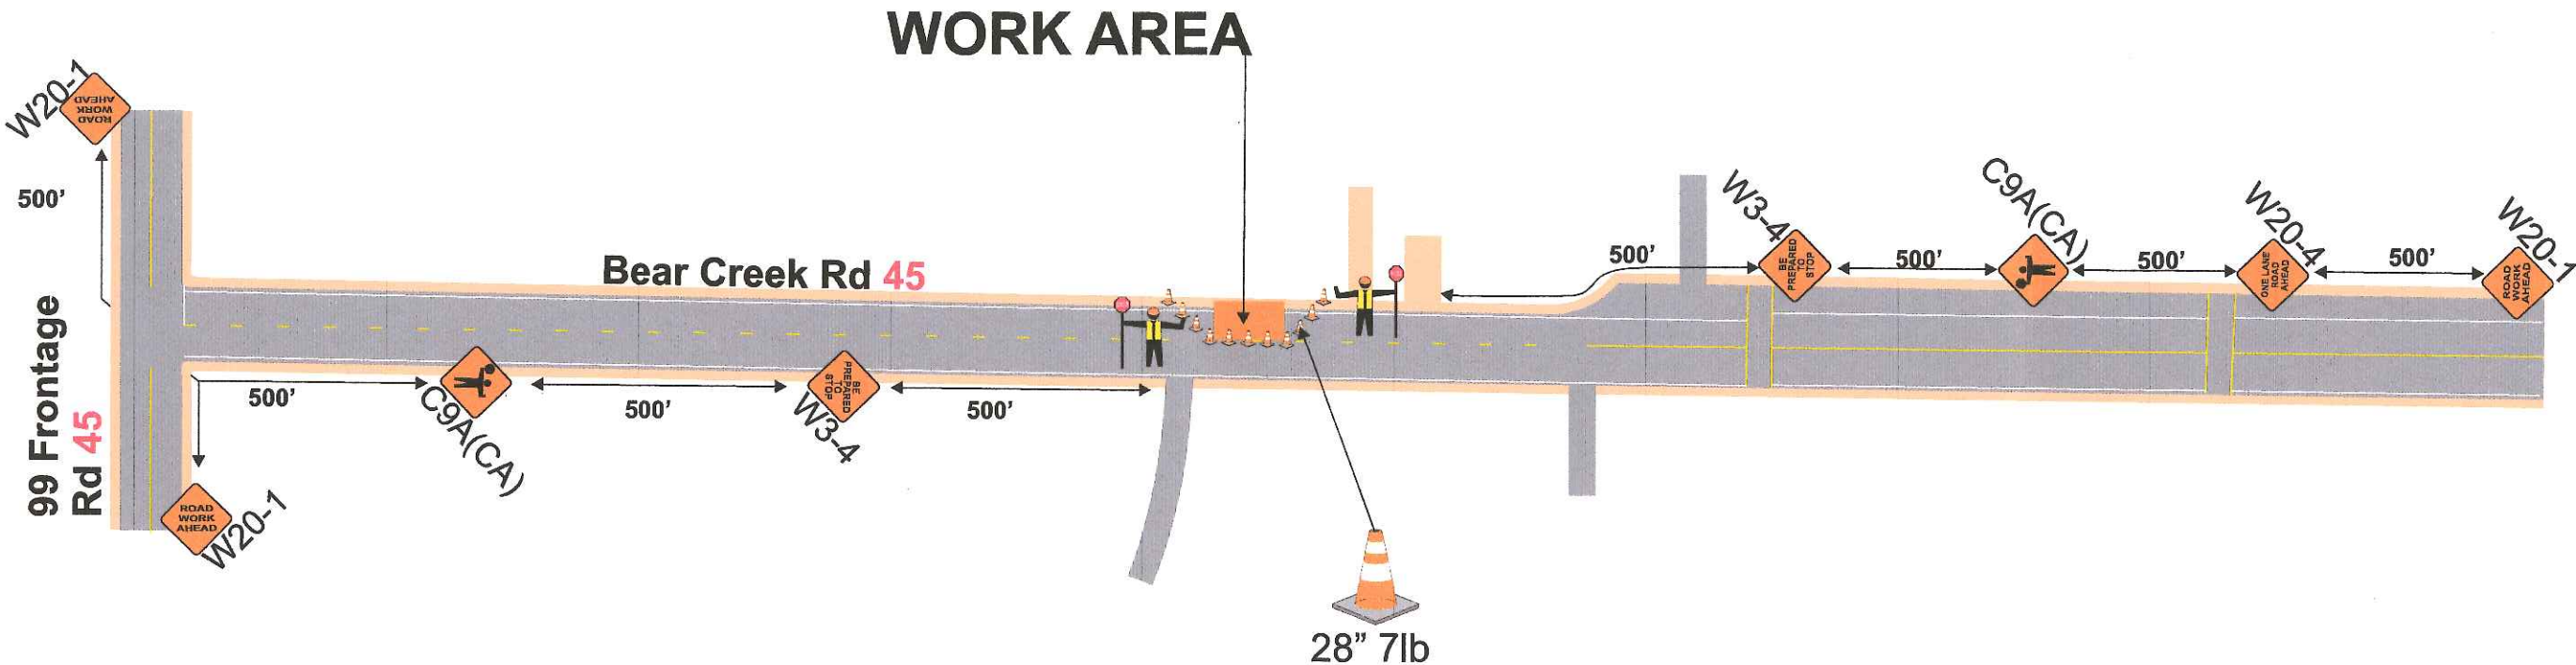 WORK AREA
W20-1
ROAD
WORK
AHEAD
500'
99 Frontage
Rd 45
ROAD
WORK
AHEAD
W20-1
Bear Creek Rd 45
500'
C9A(CA)
500'
BE
PREPARED
TO
STOP
W3-4
500'
28” 7lb
500'
W3-4
BE
PREPARED
TO
STOP
500'
C9A(CA)
500'
W20-4
ONE LANE
ROAD
AHEAD
500'
W20-1
ROAD
WORK
AHEAD